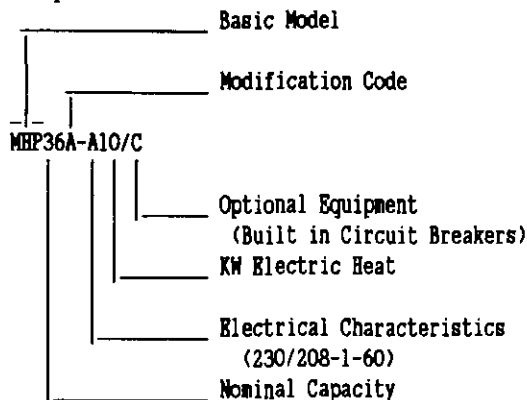 Basic Model
Modification Code
MHP36A-A10/C
Optional Equipment
(Built in Circuit Breakers)
KW Electric Heat
Electrical Characteristics
(230/208-1-60)
Nominal Capacity